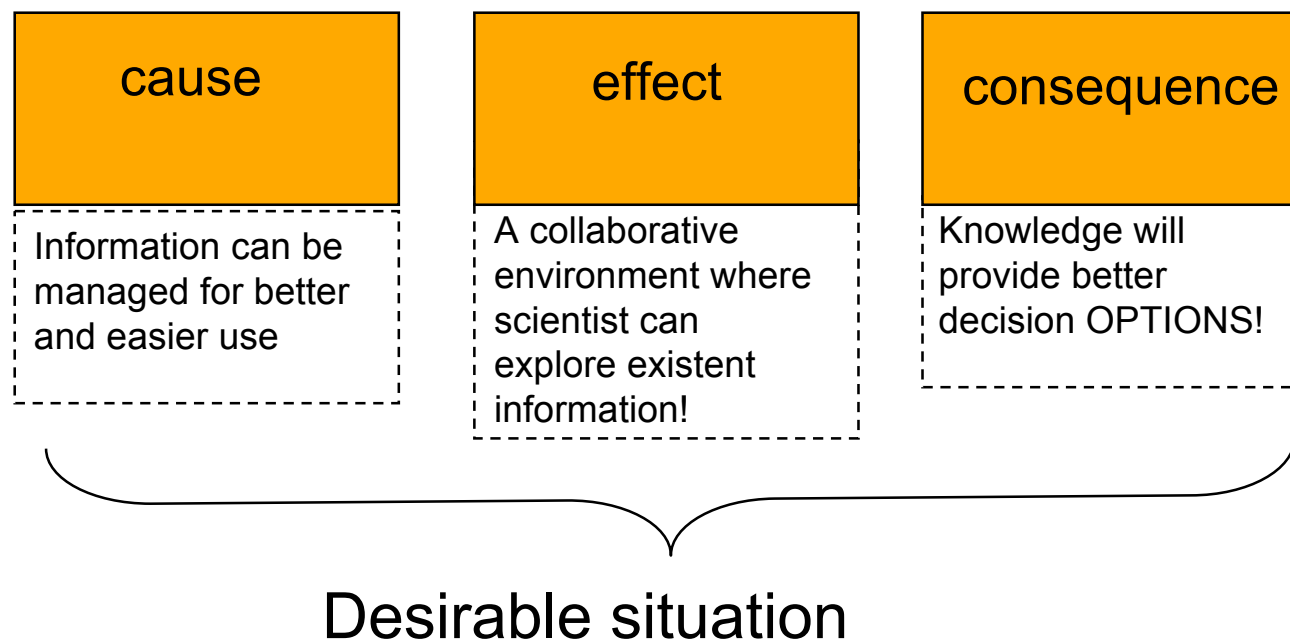 cause
Information can be
managed for better
and easier use
effect
A collaborative
environment where
scientist can
explore existent
information!
consequence
Knowledge will
provide better
decision OPTIONS!
Desirable situation